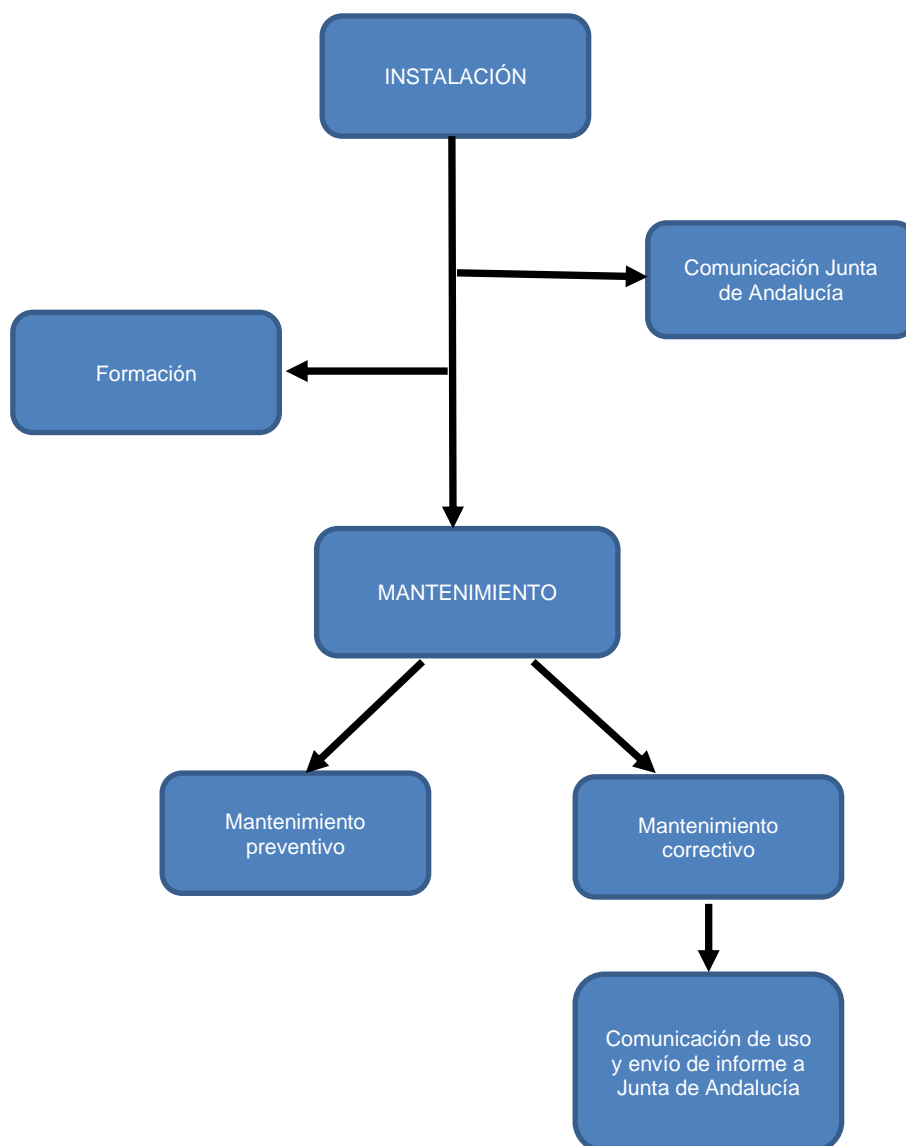 INSTALACIÓN
Comunicación Junta
de Andalucía
Formación
MANTENIMIENTO
Mantenimiento
preventivo
Mantenimiento
correctivo
Comunicación de uso
y envío de informe a
Junta de Andalucía